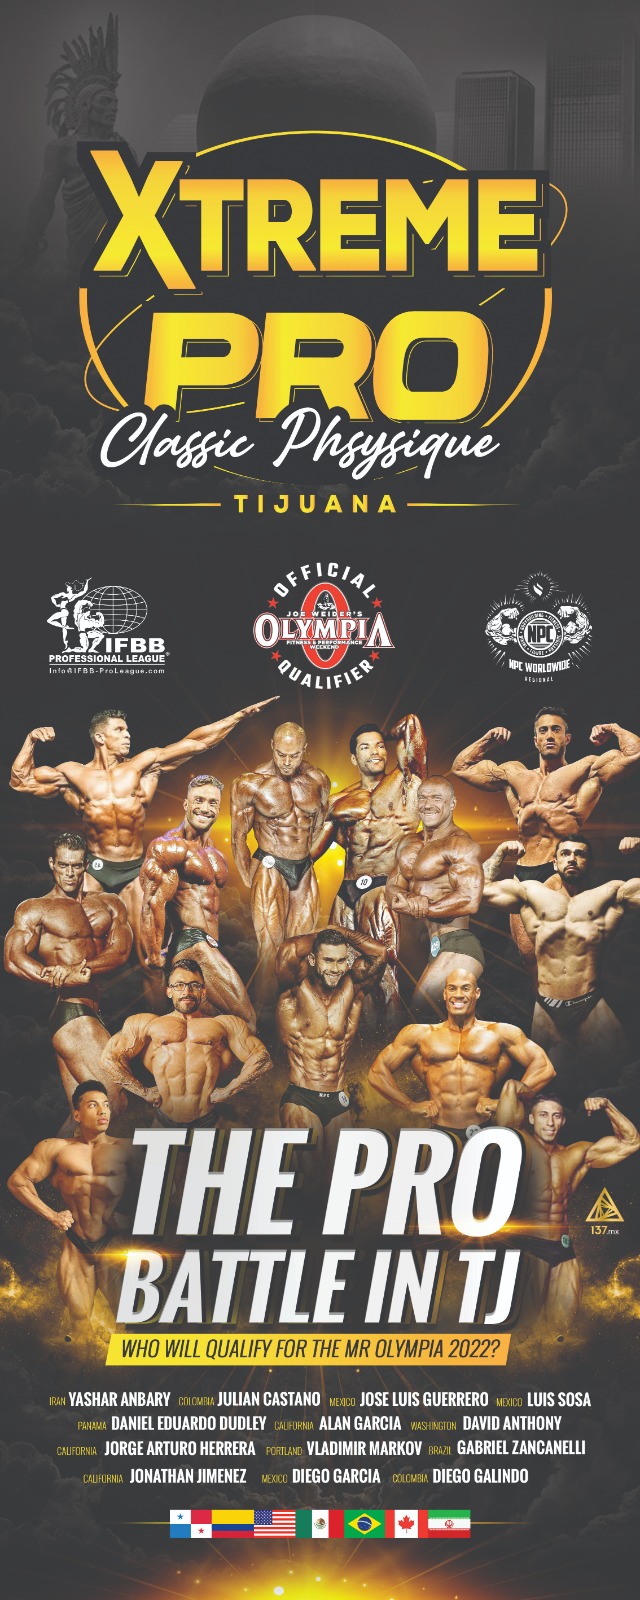 XTREME
PRO
Classic Phsysique
TIJUANA
IFBB
PROFESSIONAL LEAGUE
Info@IFBB-ProLeague.com
OFFICIAL
JOE WEIDER'S
OLYMPIA
FITNESS & PERFORMANCE
WEEKEND
QUALIFIER
NPC
NPC WORLDWIDE
REGIONAL
10
THE PRO
BATTLE IN TJ
137.mx
WHO WILL QUALIFY FOR THE MR OLYMPIA 2022?
IRAN YASHAR ANBARY COLOMBIA JULIAN CASTANO MEXICO JOSE LUIS GUERRERO MEXICO LUIS SOSA
PANAMA DANIEL EDUARDO DUDLEY CALIFORNIA ALAN GARCIA WASHINGTON DAVID ANTHONY
CALIFORNIA JORGE ARTURO HERRERA PORTLAND VLADIMIR MARKOV BRAZIL GABRIEL ZANCANELLI
CALIFORNIA JONATHAN JIMENEZ MEXICO DIEGO GARCIA COLOMBIA DIEGO GALINDO